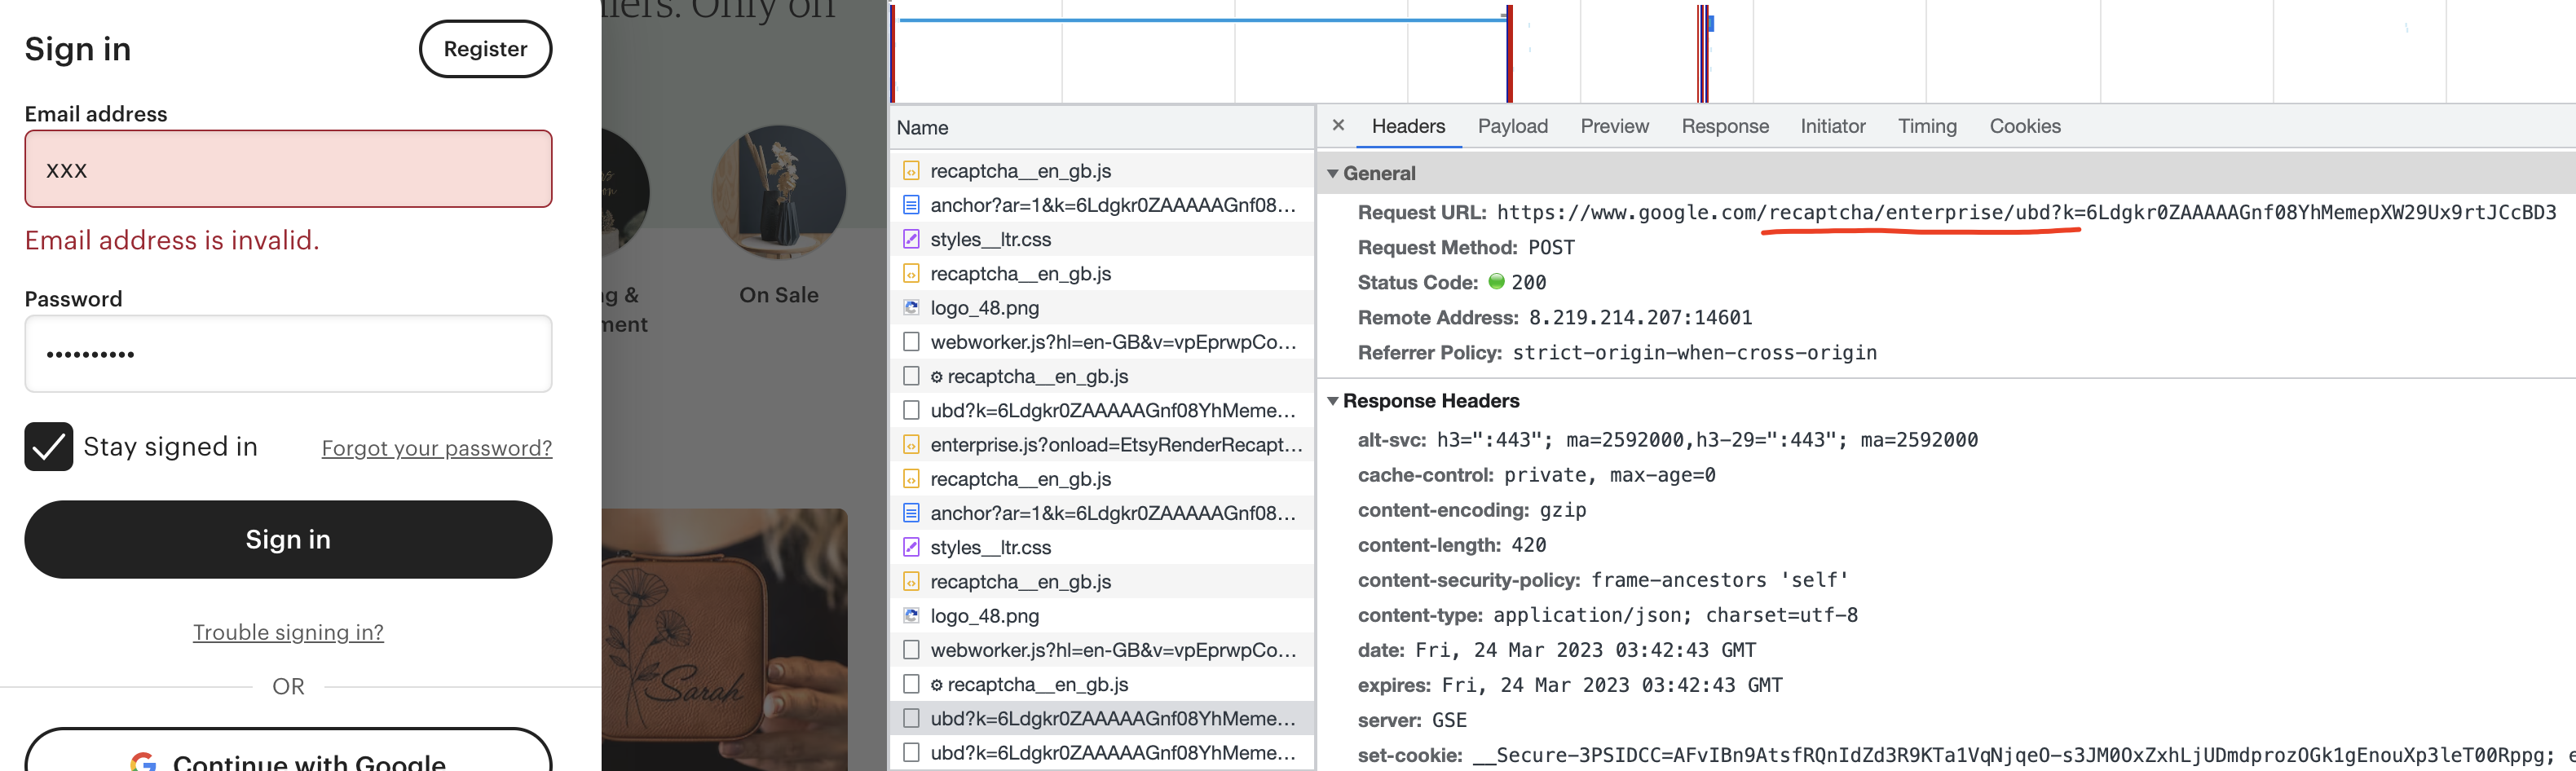 ners. Only on
Sign in
Register
Email address
xxx
Email address is invalid.
Password
••••••••••
Stay signed in
Forgot your password?
Sign in
Trouble signing in?
OR
Continue with Google
g &
ment
On Sale
Sarah
Name
recaptcha__en_gb.js
anchor?ar=1&k=6Ldgkr0ZAAAAAGnf08...
styles__ltr.css
recaptcha__en_gb.js
logo_48.png
webworker.js?hl=en-GB&v=vpEprwpCo...
recaptcha__en_gb.js
ubd?k=6Ldgkr0ZAAAAAGnf08YhMeme...
enterprise.js?onload=EtsyRenderRecapt...
recaptcha__en_gb.js
anchor?ar=1&k=6Ldgkr0ZAAAAAGnf08...
styles__ltr.css
recaptcha__en_gb.js
logo_48.png
webworker.js?hl=en-GB&v=vpEprwpCo...
recaptcha__en_gb.js
ubd?k=6Ldgkr0ZAAAAAGnf08YhMeme...
ubd?k=6Ldgkr0ZAAAAAGnf08YhMeme...
× Headers Payload Preview Response Initiator Timing Cookies
General
Request URL: https://www.google.com/recaptcha/enterprise/ubd?k=6Ldgkr0ZAAAAAGnf08YhMemepXW29Ux9rtJCcBD3
Request Method: POST
Status Code: 200
Remote Address: 8.219.214.207:14601
Referrer Policy: strict-origin-when-cross-origin
Response Headers
alt-svc: h3=":443"; ma=2592000,h3-29=":443"; ma=2592000
cache-control: private, max-age=0
content-encoding: gzip
content-length: 420
content-security-policy: frame-ancestors 'self'
content-type: application/json; charset=utf-8
date: Fri, 24 Mar 2023 03:42:43 GMT
expires: Fri, 24 Mar 2023 03:42:43 GMT
server: GSE
set-cookie: __Secure-3PSIDCC=AFvIBn9AtsfRQnIdZd3R9KTa1VqNjqeO-s3JM0OxZxhLjUDmdprozOGk1gEnouXp3leT00Rppg;